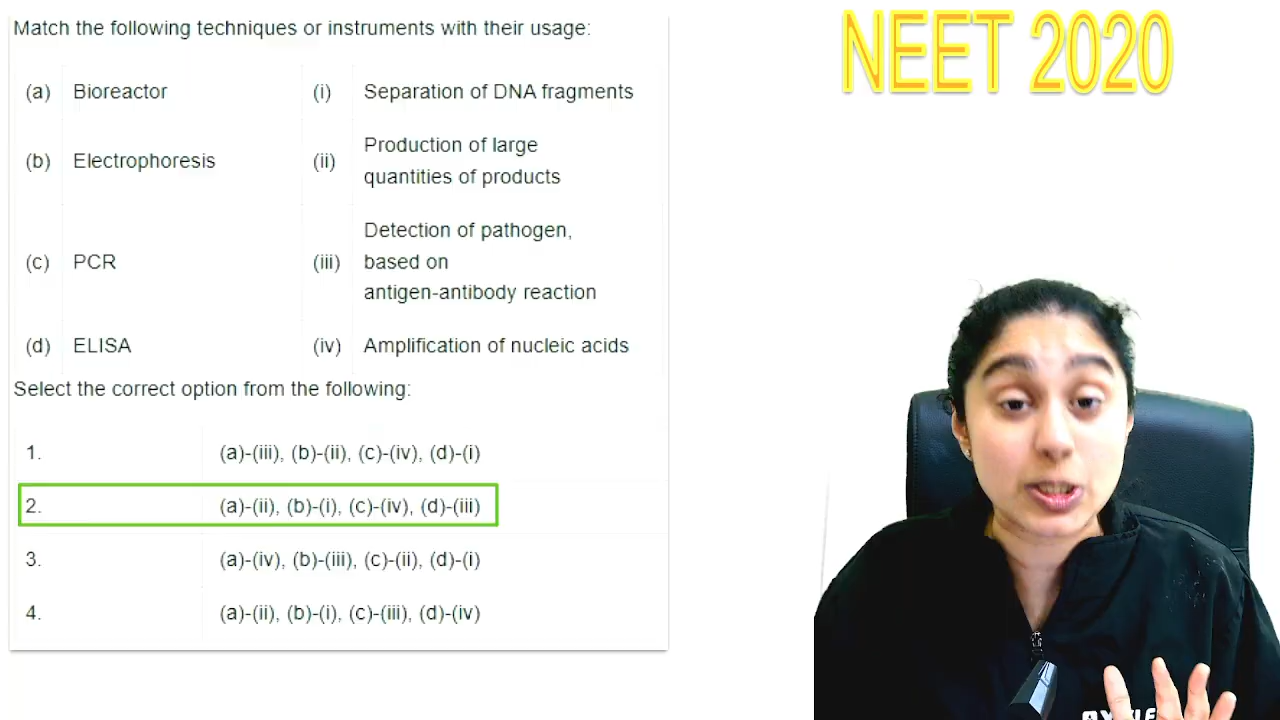 Match the following techniques or instruments with their usage:
NEET 2020
(a) Bioreactor (i) Separation of DNA fragments
(b) Electrophoresis (ii) Production of large
quantities of products
(c) PCR (iii) Detection of pathogen,
based on
antigen-antibody reaction
(d) ELISA (iv) Amplification of nucleic acids
Select the correct option from the following:
1. (a)-(iii), (b)-(ii), (c)-(iv), (d)-(i)
2. (a)-(ii), (b)-(i), (c)-(iv), (d)-(iii)
3. (a)-(iv), (b)-(iii), (c)-(ii), (d)-(i)
4. (a)-(ii), (b)-(i), (c)-(iii), (d)-(iv)